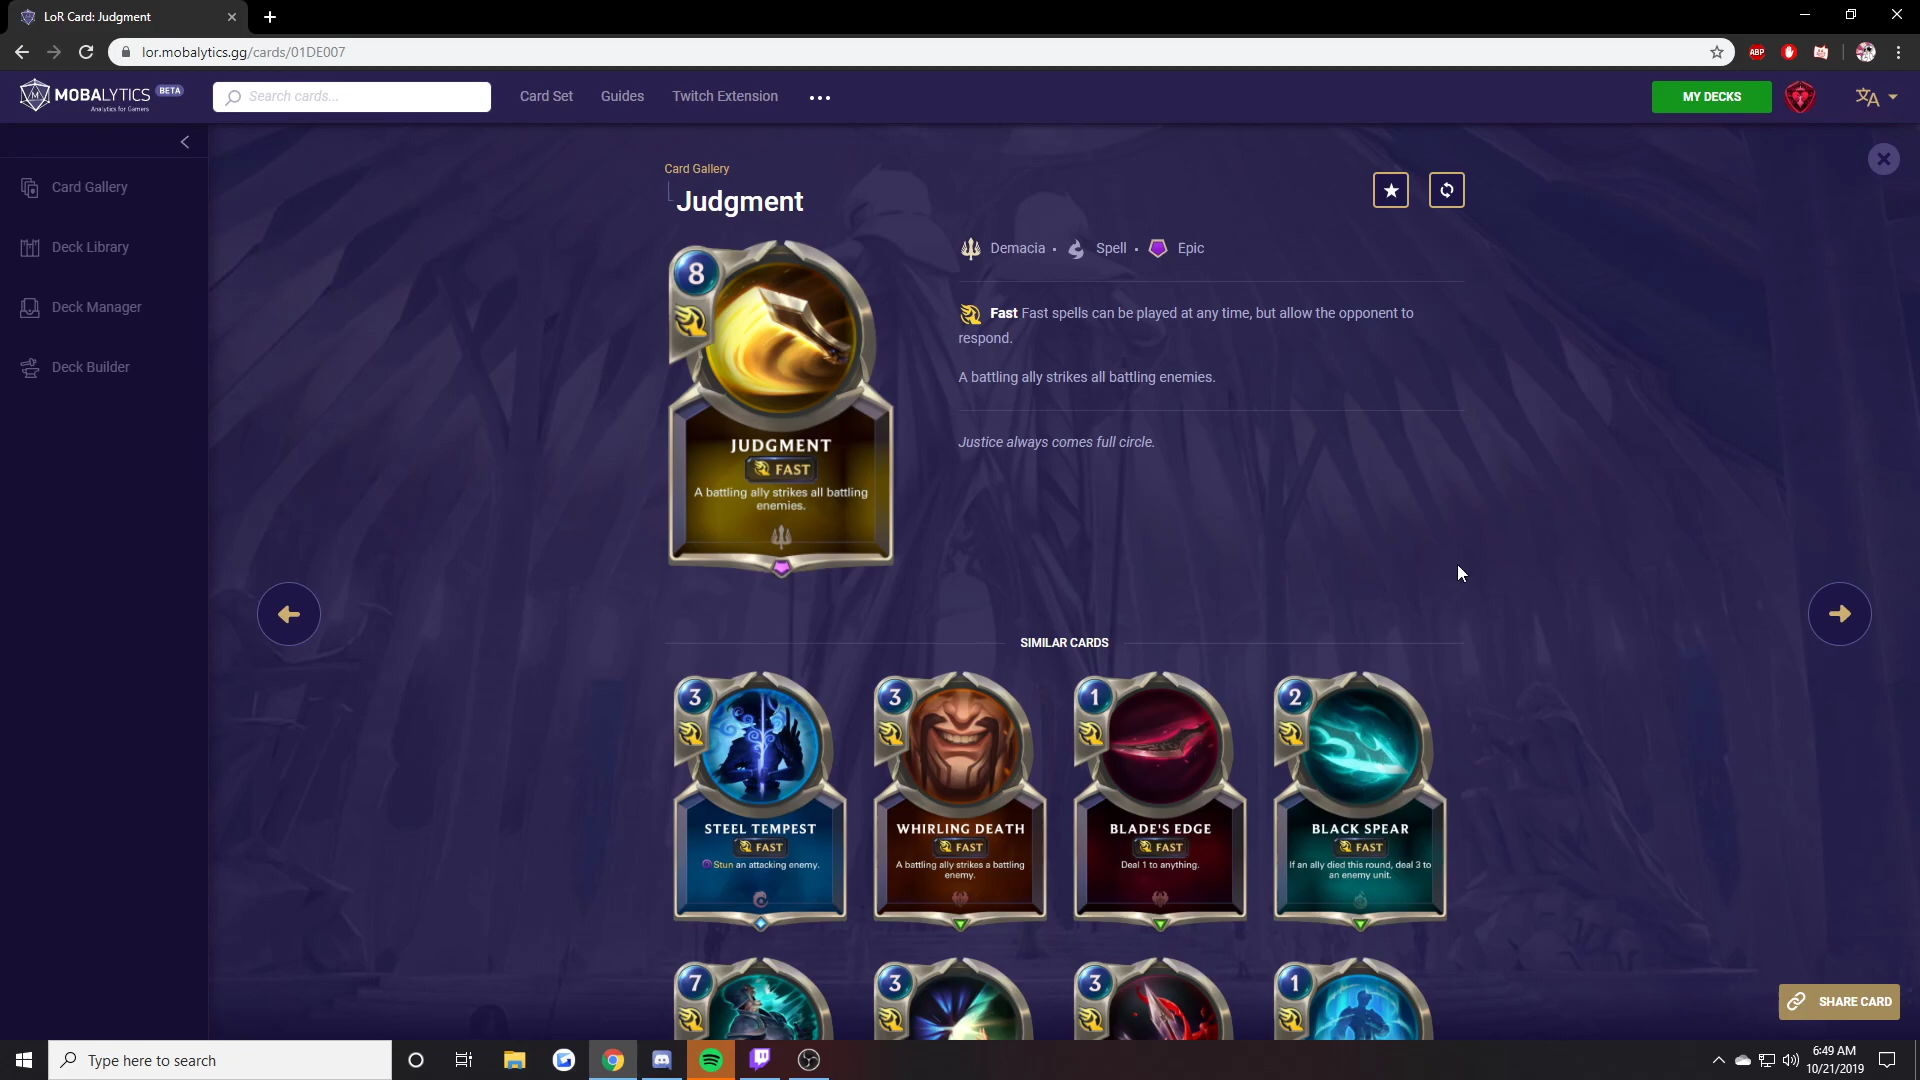 LoR Card: Judgment
lor.mobalytics.gg/cards/01DE007
ABP
MOBALYTICS BETA
Analytics for Gamers
Search cards...
Card Set
Guides
Twitch Extension
MY DECKS
Card Gallery
Deck Library
Deck Manager
Deck Builder
Card Gallery
Judgment
Demacia • Spell • Epic
Fast Fast spells can be played at any time, but allow the opponent to
respond.
A battling ally strikes all battling enemies.
Justice always comes full circle.
8
JUDGMENT
FAST
A battling ally strikes all battling
enemies.
SIMILAR CARDS
3
STEEL TEMPEST
FAST
Stun an attacking enemy.
3
WHIRLING DEATH
FAST
A battling ally strikes a battling
enemy.
1
BLADE'S EDGE
FAST
Deal 1 to anything.
2
BLACK SPEAR
FAST
If an ally died this round, deal 3 to
an enemy unit.
7
3
3
1
SHARE CARD
Type here to search
6:49 AM
10/21/2019